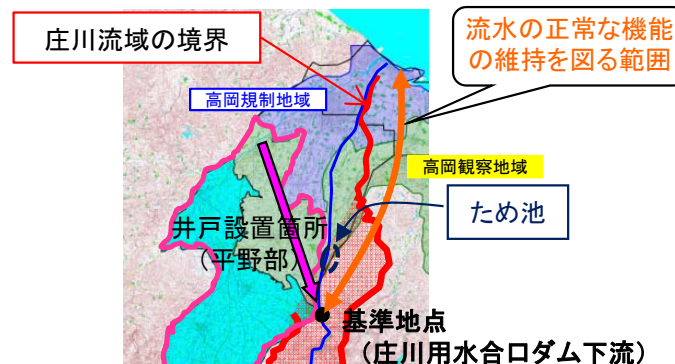 庄川流域の境界
流水の正常な機能
の維持を図る範囲
高岡規制地域
高岡観察地域
ため池
井戸設置箇所
（平野部）
基準地点
（庄川用水合口ダム下流）